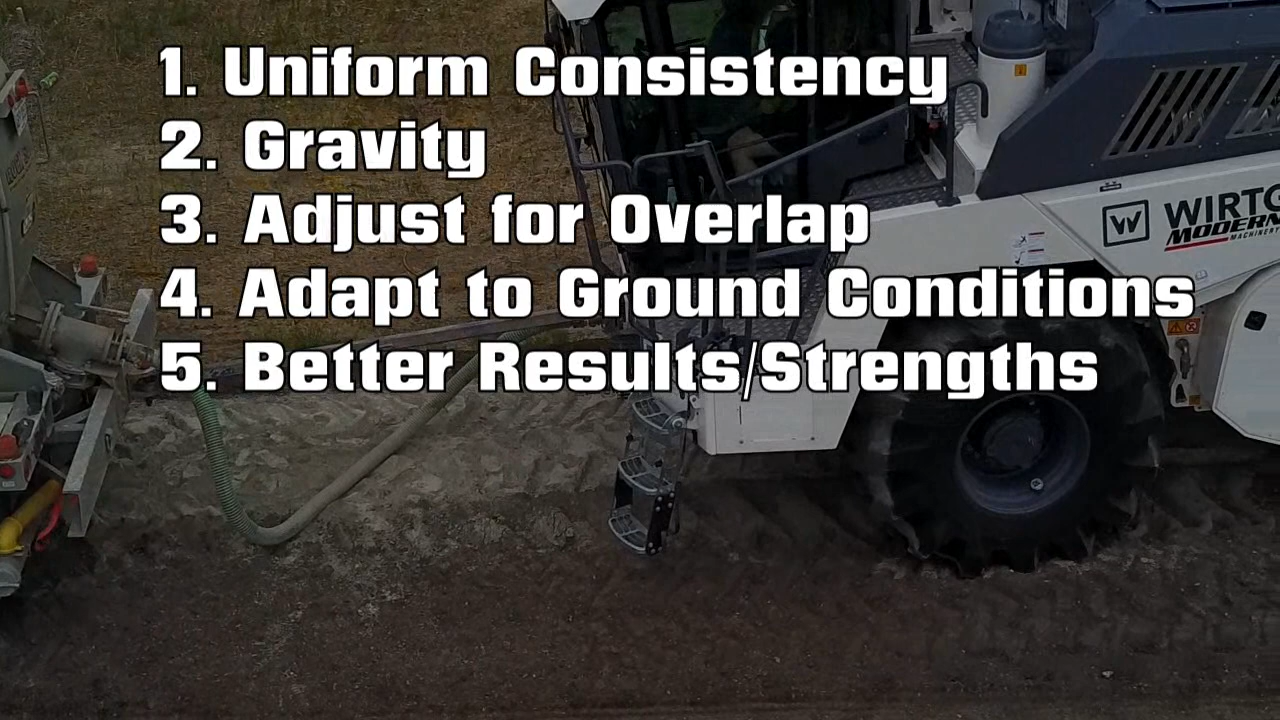 1. Uniform Consistency
2. Gravity
3. Adjust for Overlap
4. Adapt to Ground Conditions
5. Better Results/Strengths
W WIRTG
MODERN
MACHINERY